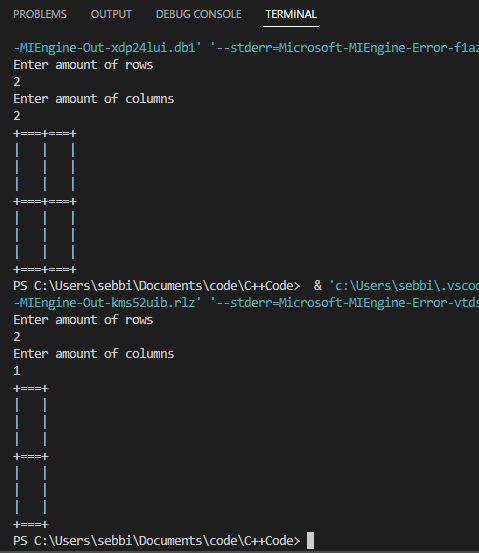 PROBLEMS OUTPUT DEBUG CONSOLE TERMINAL
-MIEngine-Out-xdp24lui.db1' '--stderr=Microsoft-MIEngine-Error-f1az
Enter amount of rows
2
Enter amount of columns
2
+===+===+
|   |   |
|   |   |
|   |   |
+===+===+
|   |   |
|   |   |
|   |   |
+===+===+
PS C:\Users\sebbi\Documents\code\C++Code>  & 'c:\Users\sebbi\.vscod
-MIEngine-Out-kms52uib.rlz' '--stderr=Microsoft-MIEngine-Error-vtds
Enter amount of rows
2
Enter amount of columns
1
+===+
|   |
|   |
|   |
+===+
|   |
|   |
|   |
+===+
PS C:\Users\sebbi\Documents\code\C++Code>